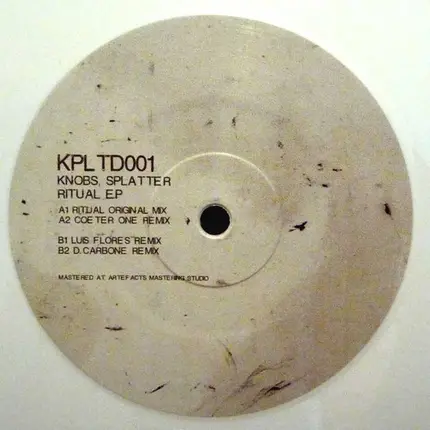 KPLTD001
KNOBS, SPLATTER
RITUAL E.P
A1 RITUAL ORIGINAL MIX
A2 COETER ONE REMIX
B1 LUIS FLORES REMIX
B2 D.CARBONE REMIX
MASTERED AT ARTEFACTS MASTERING STUDIO